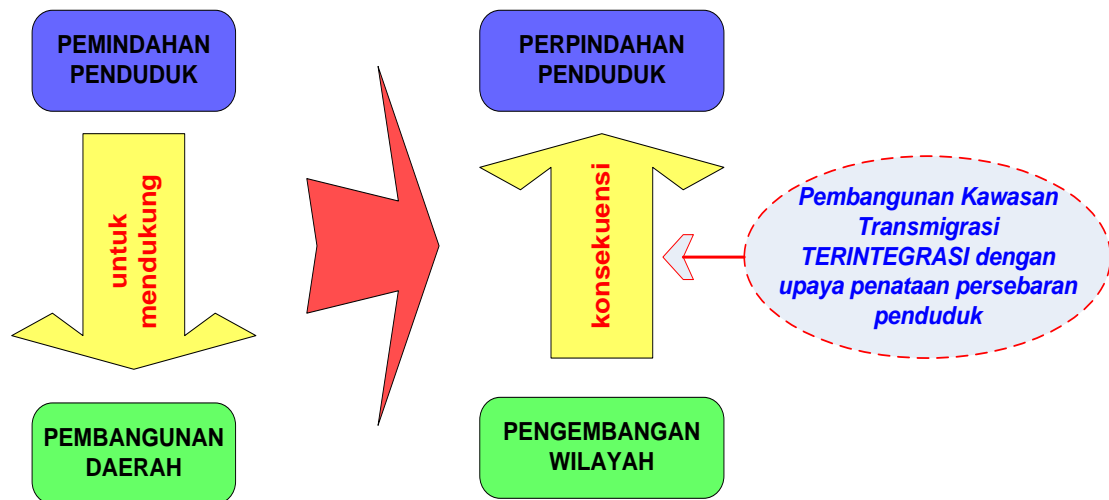 PEMINDAHAN
PENDUDUK
untuk
mendukung
PEMBANGUNAN
DAERAH
PERPINDAHAN
PENDUDUK
konsekuensi
PENGEMBANGAN
WILAYAH
Pembangunan Kawasan
Transmigrasi
TERINTEGRASI dengan
upaya penataan persebaran
penduduk